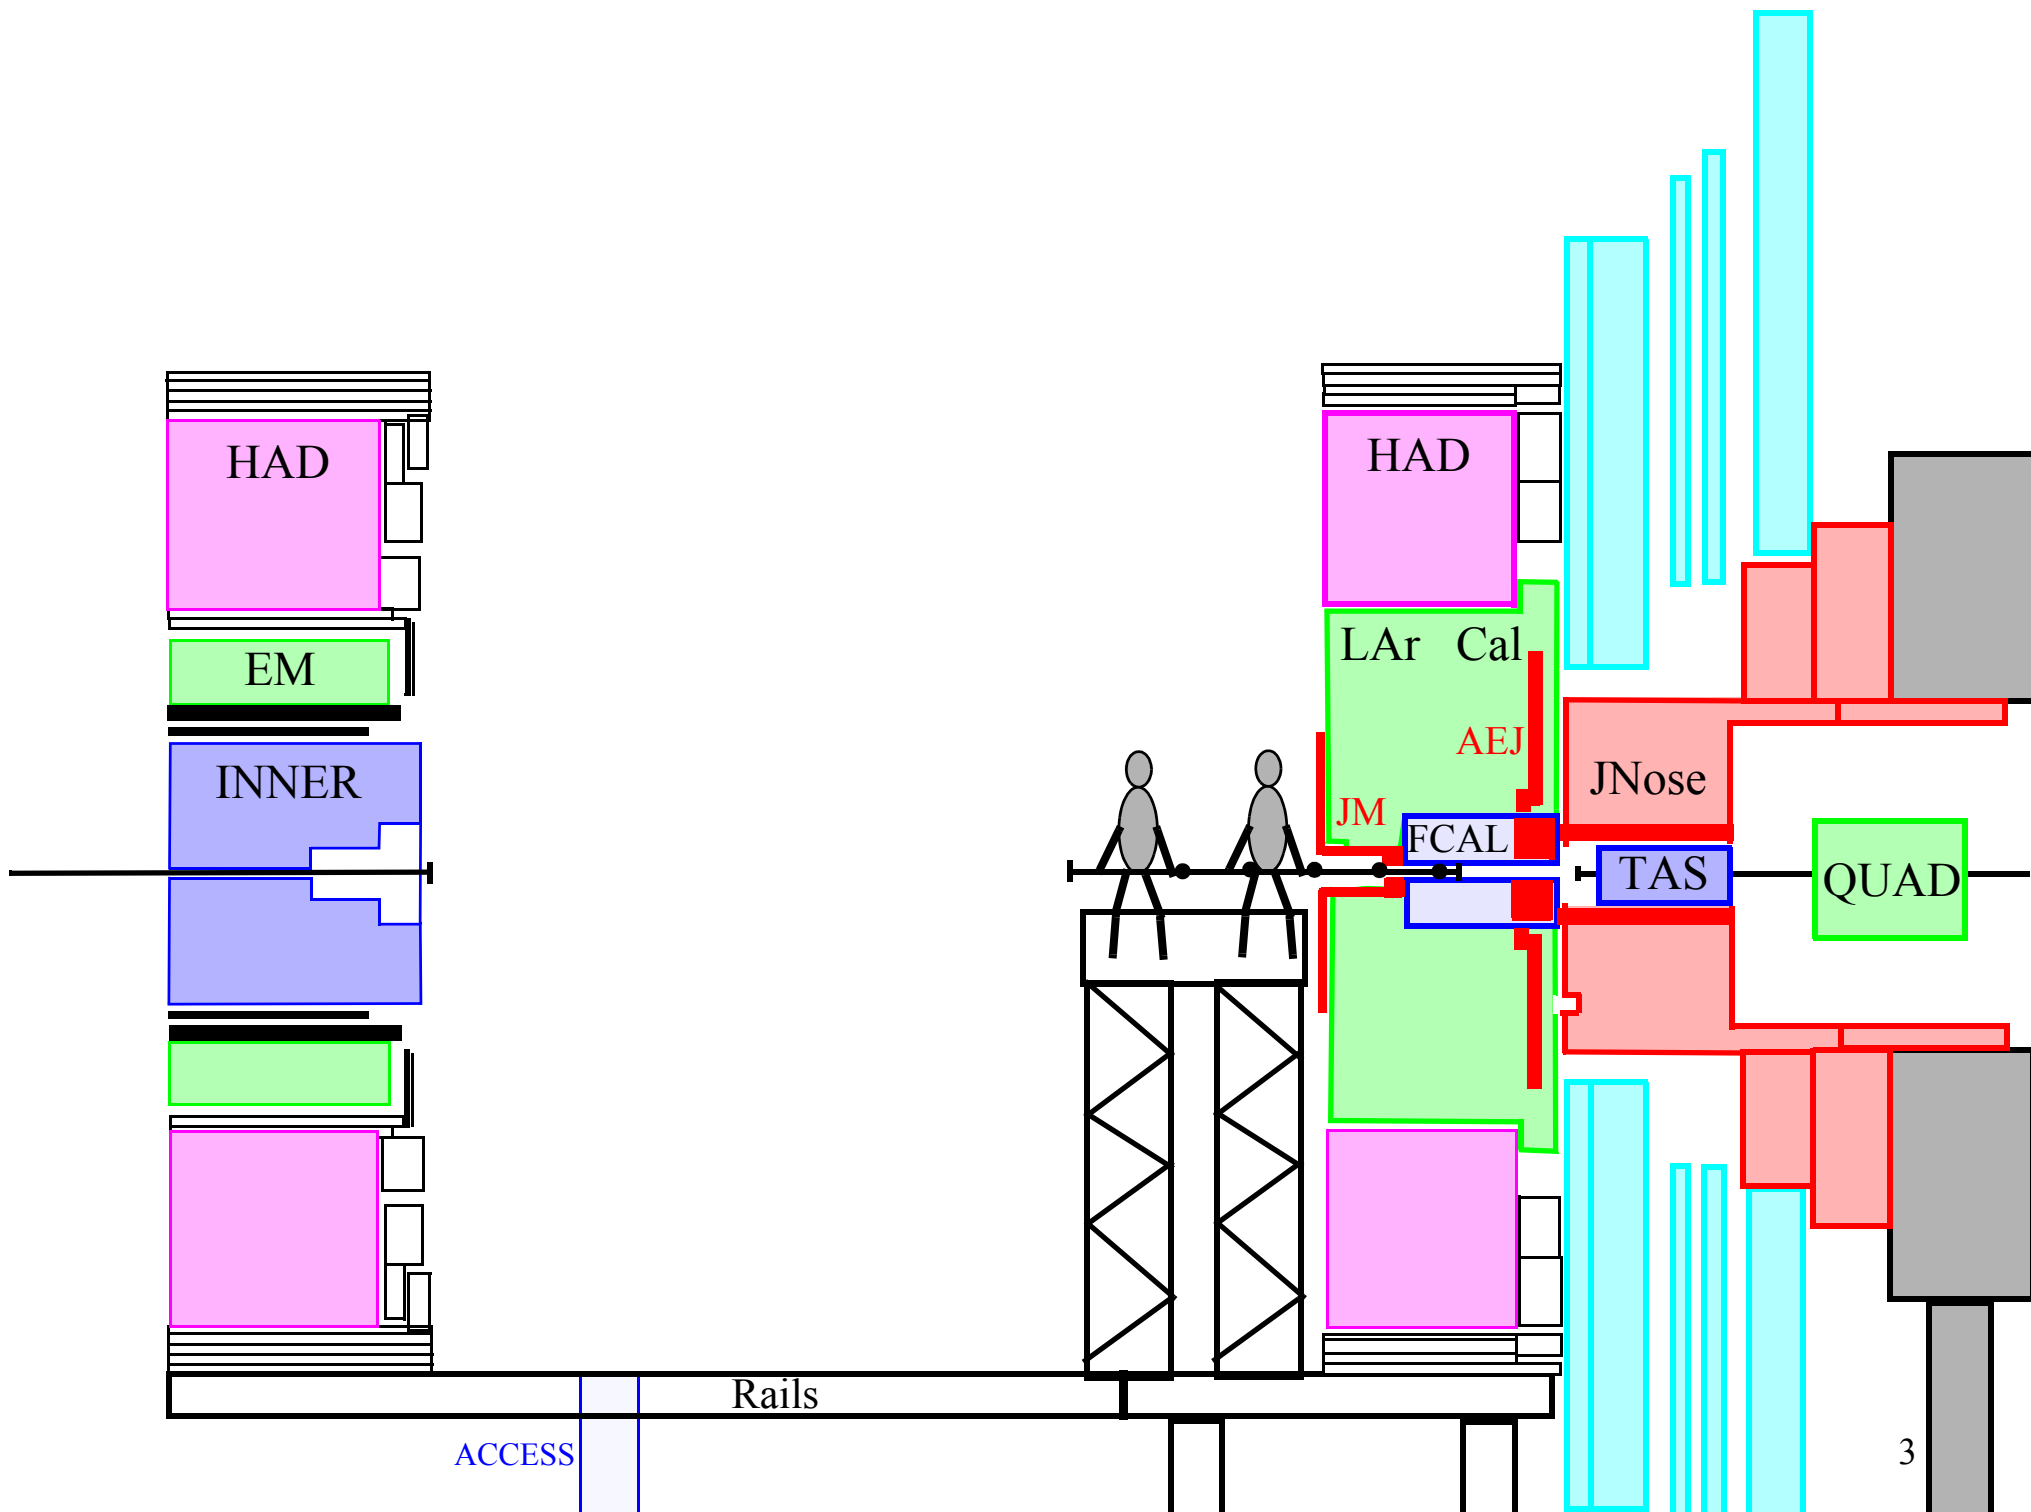 HAD
HAD
LAr Cal
EM
AEJ
INNER
JNose
JM
FCAL
TAS
QUAD
Rails
ACCESS
3